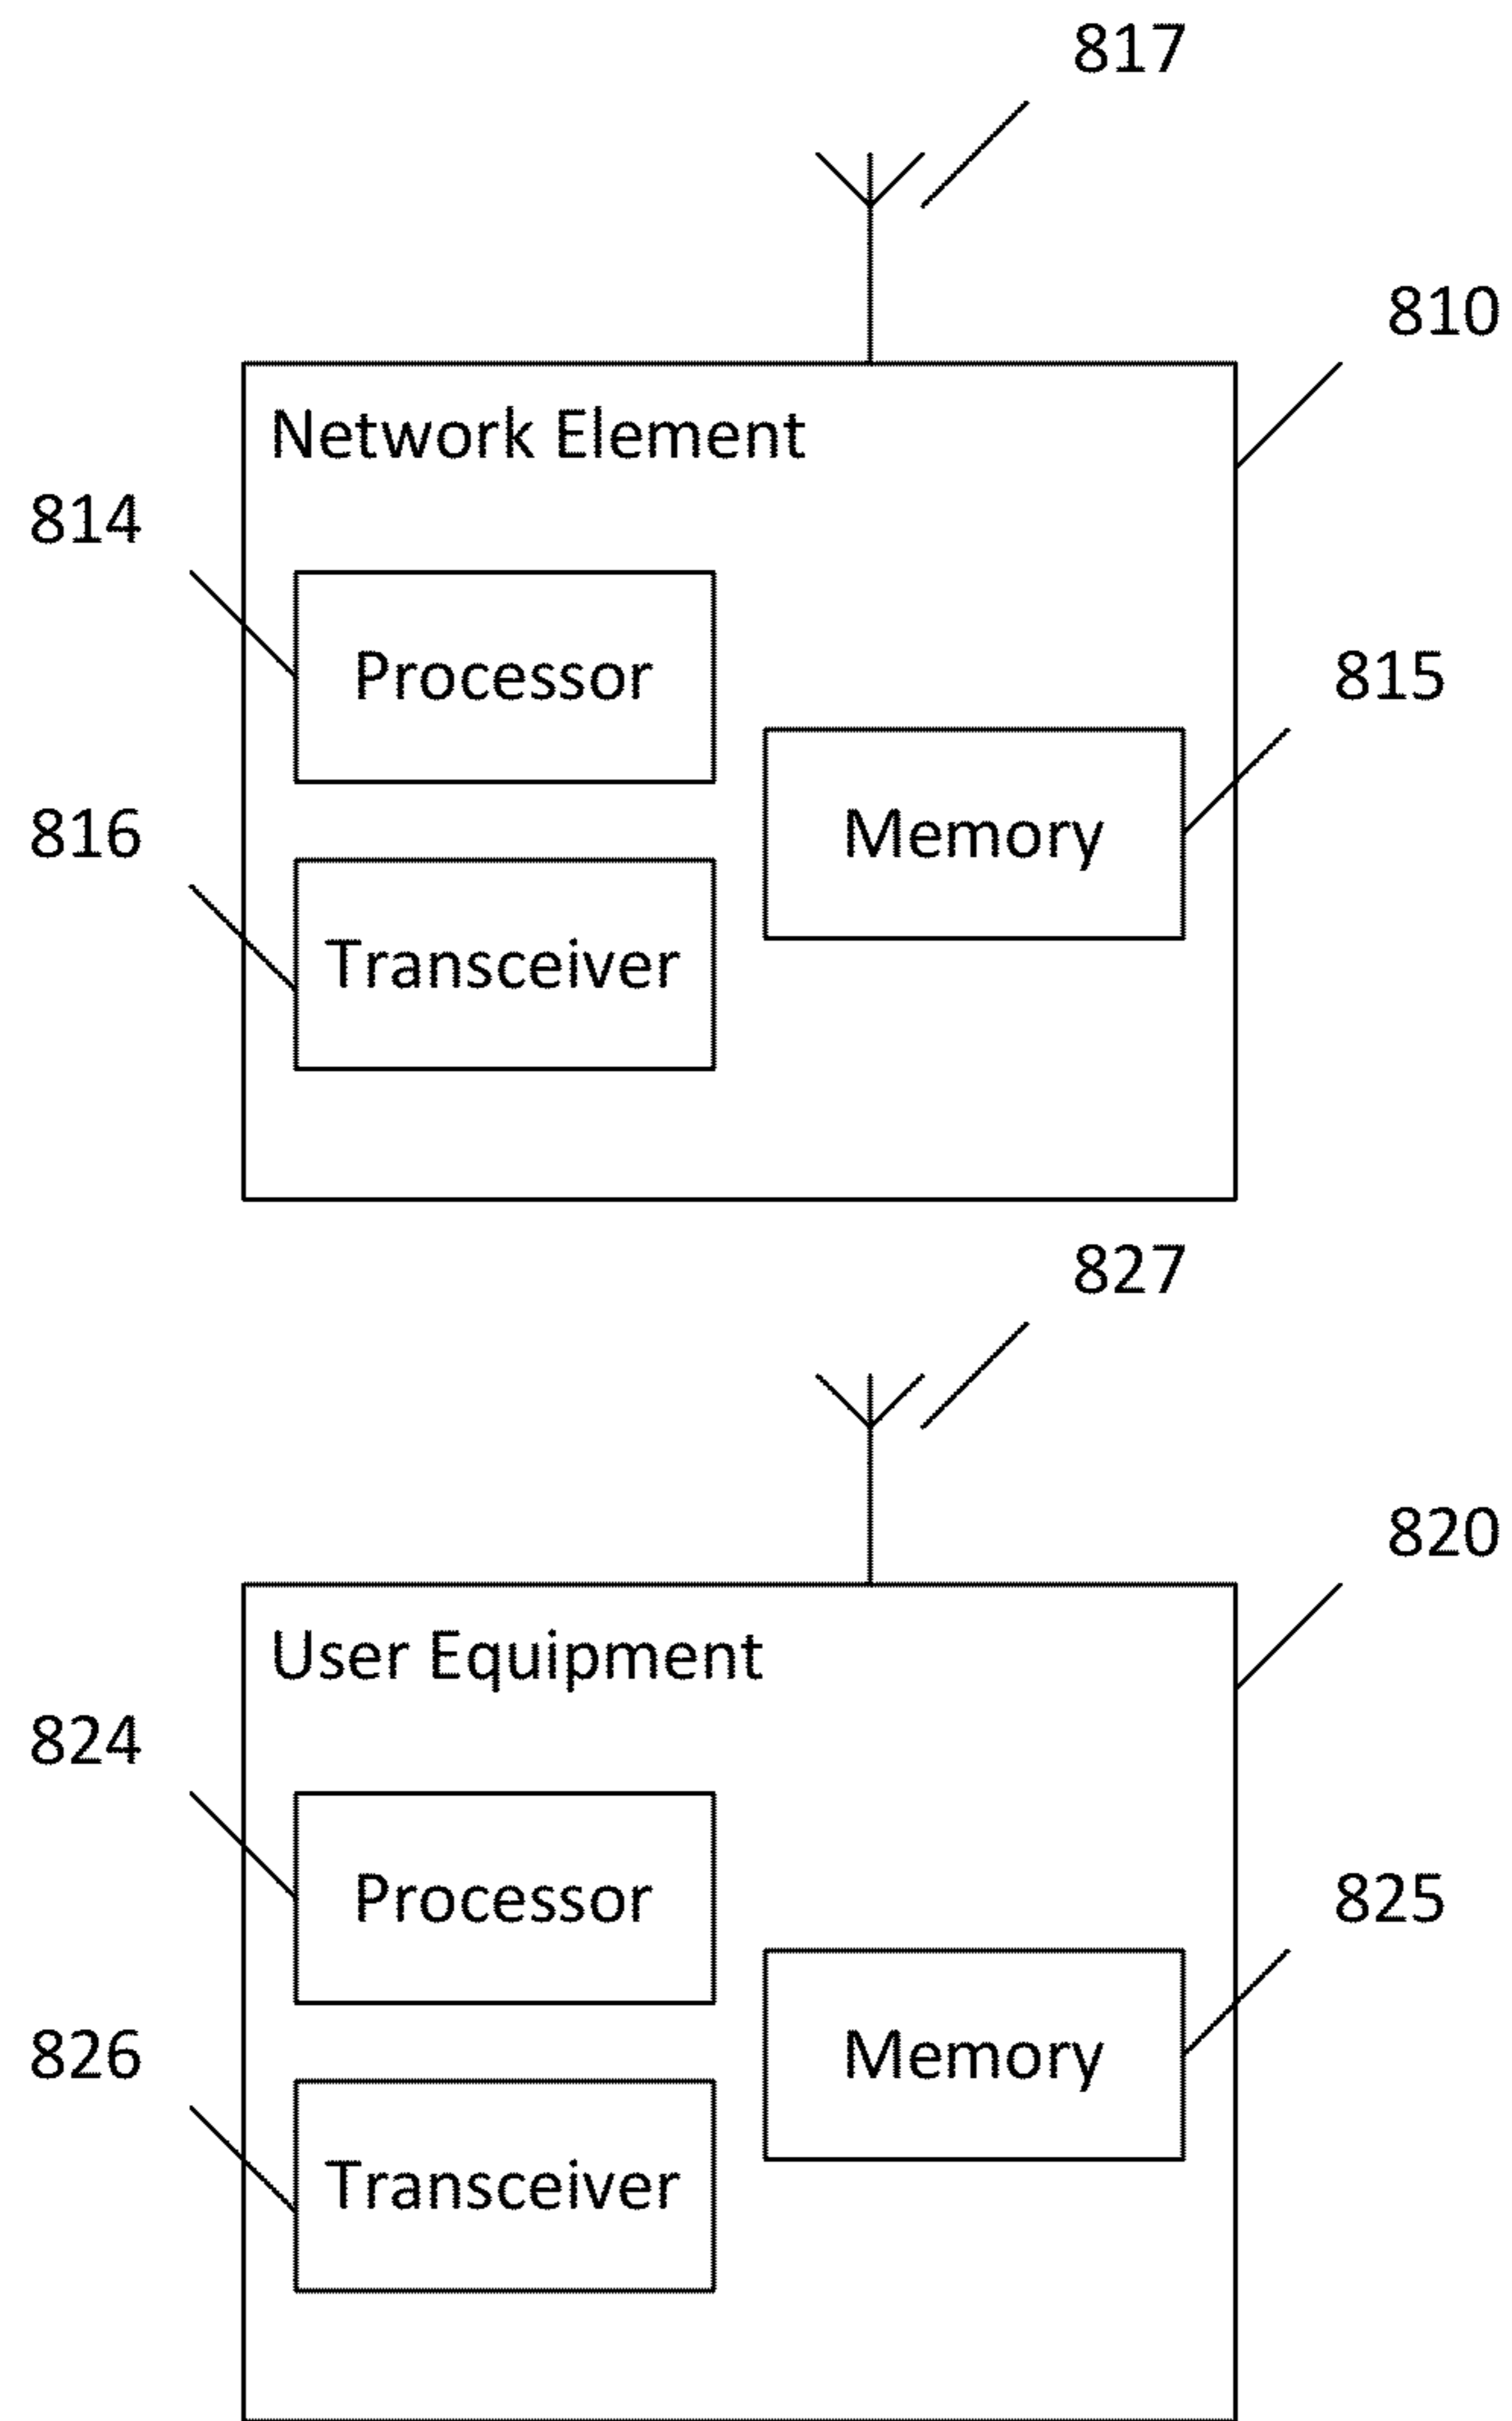 817
810
Network Element
814
Processor
815
Memory
816
Transceiver
827
820
User Equipment
824
Processor
825
Memory
826
Transceiver